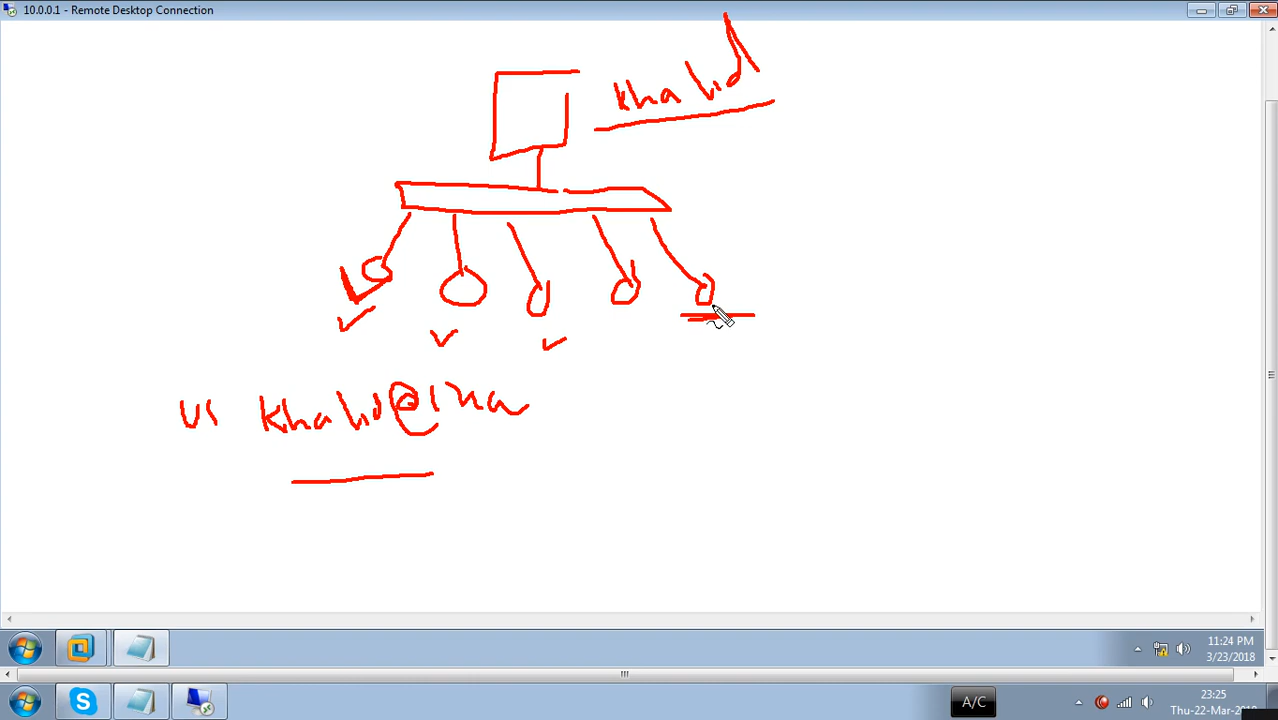 10.0.0.1 - Remote Desktop Connection
khalid
khalid@
11:24 PM
3/23/2018
23:25
A/C
Thu-22-Mar-2018